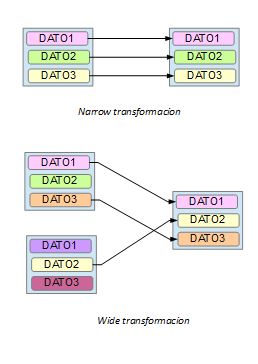 DATO1 DATO1
DATO2 DATO2
DATO3 DATO3
Narrow transformacion
DATO1
DATO2
DATO3
DATO1
DATO2
DATO3
DATO1
DATO2
DATO3
Wide transformacion